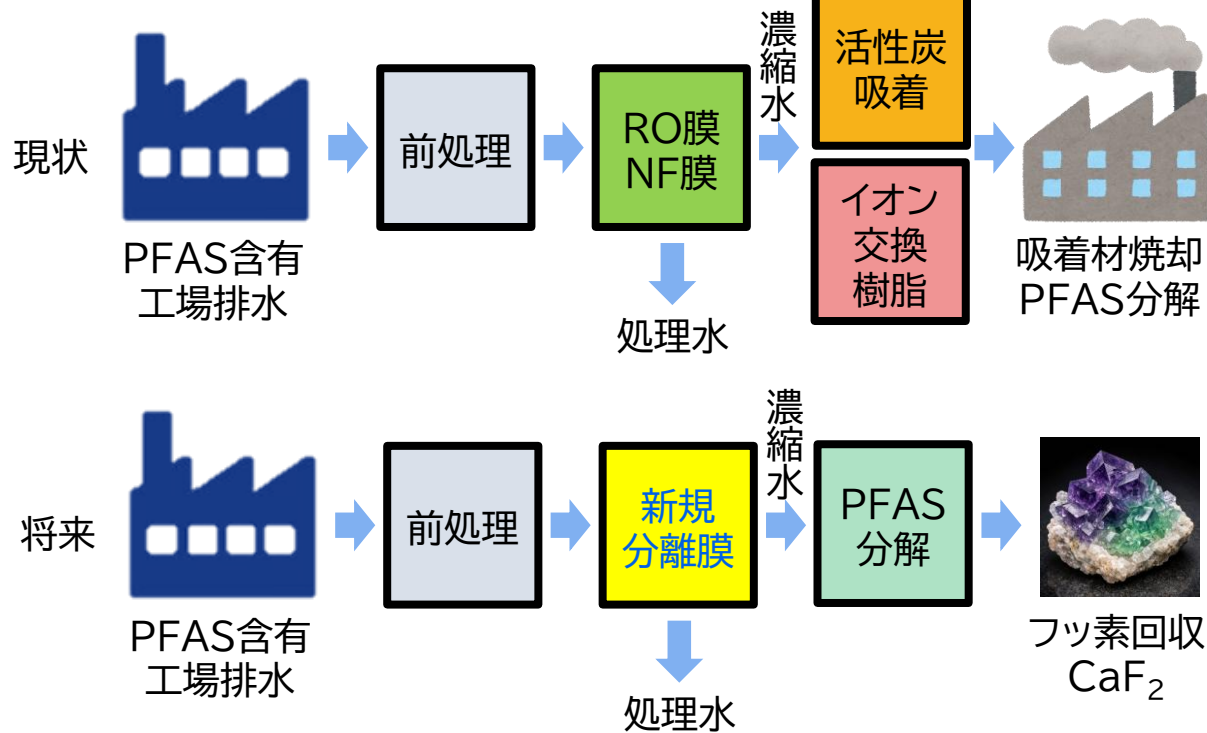 現状
PFAS含有
工場排水
前処理
RO膜
NF膜
処理水
濃縮水
活性炭
吸着
イオン
交換
樹脂
吸着材焼却
PFAS分解
将来
PFAS含有
工場排水
前処理
新規
分離膜
処理水
濃縮水
PFAS
分解
フッ素回収
CaF₂